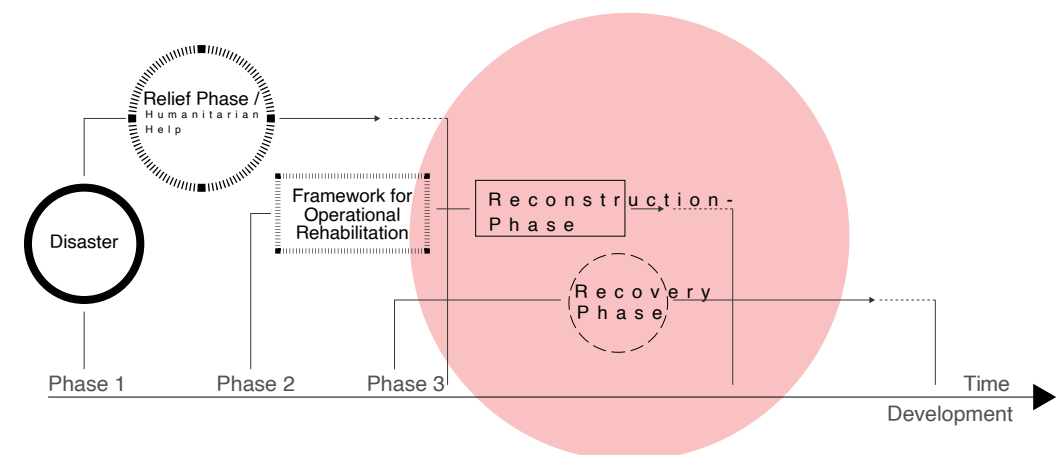 Relief Phase /
Humanitarian
Help
Framework for
Operational
Rehabilitation
Reconstruction-
Phase
Disaster
Recovery
Phase
Phase 1
Phase 2
Phase 3
Time
Development